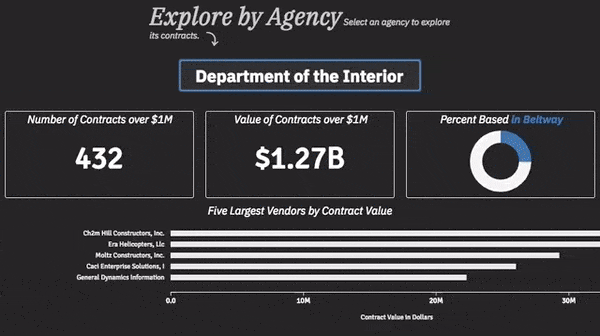 Explore by Agency Select an agency to explore
its contracts.
Department of the Interior
Number of Contracts over $1M
432
Value of Contracts over $1M
$1.27B
Percent Based in Beltway
Five Largest Vendors by Contract Value
Ch2m Hill Constructors, Inc.
Era Helicopters, Llc
Moltz Constructors, Inc.
Caci Enterprise Solutions, I
General Dynamics Information
0.0 10M 20M 30M
Contract Value in Dollars